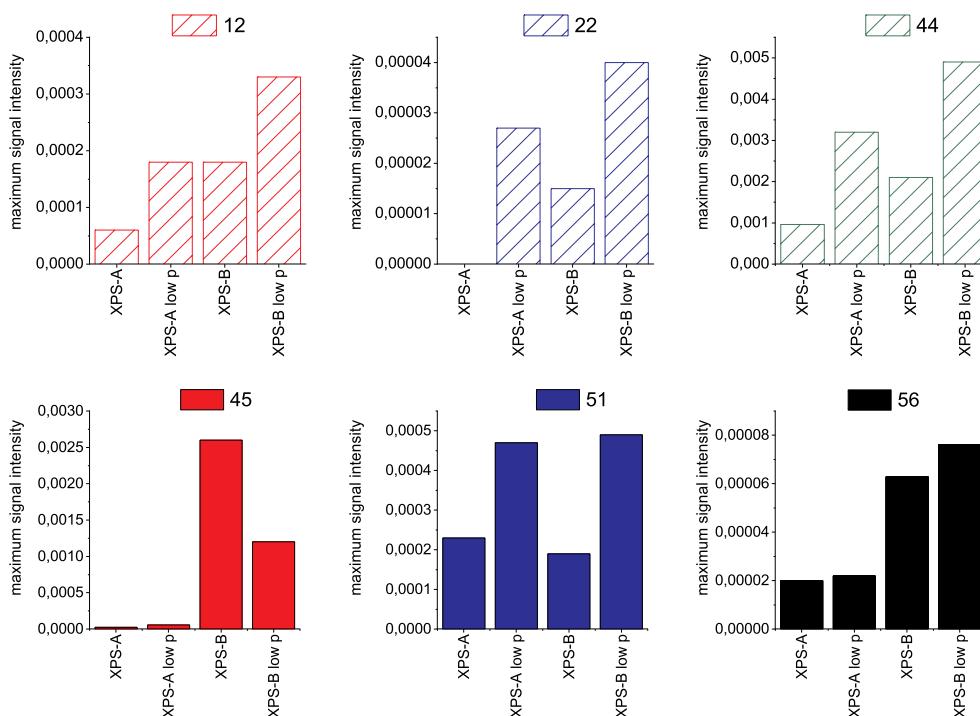 12
maximum signal intensity
0,0004
0,0003
0,0002
0,0001
0,0000
XPS-A
XPS-A low p
XPS-B
XPS-B low p
22
maximum signal intensity
0,00004
0,00003
0,00002
0,00001
0,00000
XPS-A
XPS-A low p
XPS-B
XPS-B low p
44
maximum signal intensity
0,005
0,004
0,003
0,002
0,001
0,000
XPS-A
XPS-A low p
XPS-B
XPS-B low p
45
maximum signal intensity
0,0030
0,0025
0,0020
0,0015
0,0010
0,0005
0,0000
XPS-A
XPS-A low p
XPS-B
XPS-B low p
51
maximum signal intensity
0,0005
0,0004
0,0003
0,0002
0,0001
0,0000
XPS-A
XPS-A low p
XPS-B
XPS-B low p
56
maximum signal intensity
0,00008
0,00006
0,00004
0,00002
0,00000
XPS-A
XPS-A low p
XPS-B
XPS-B low p